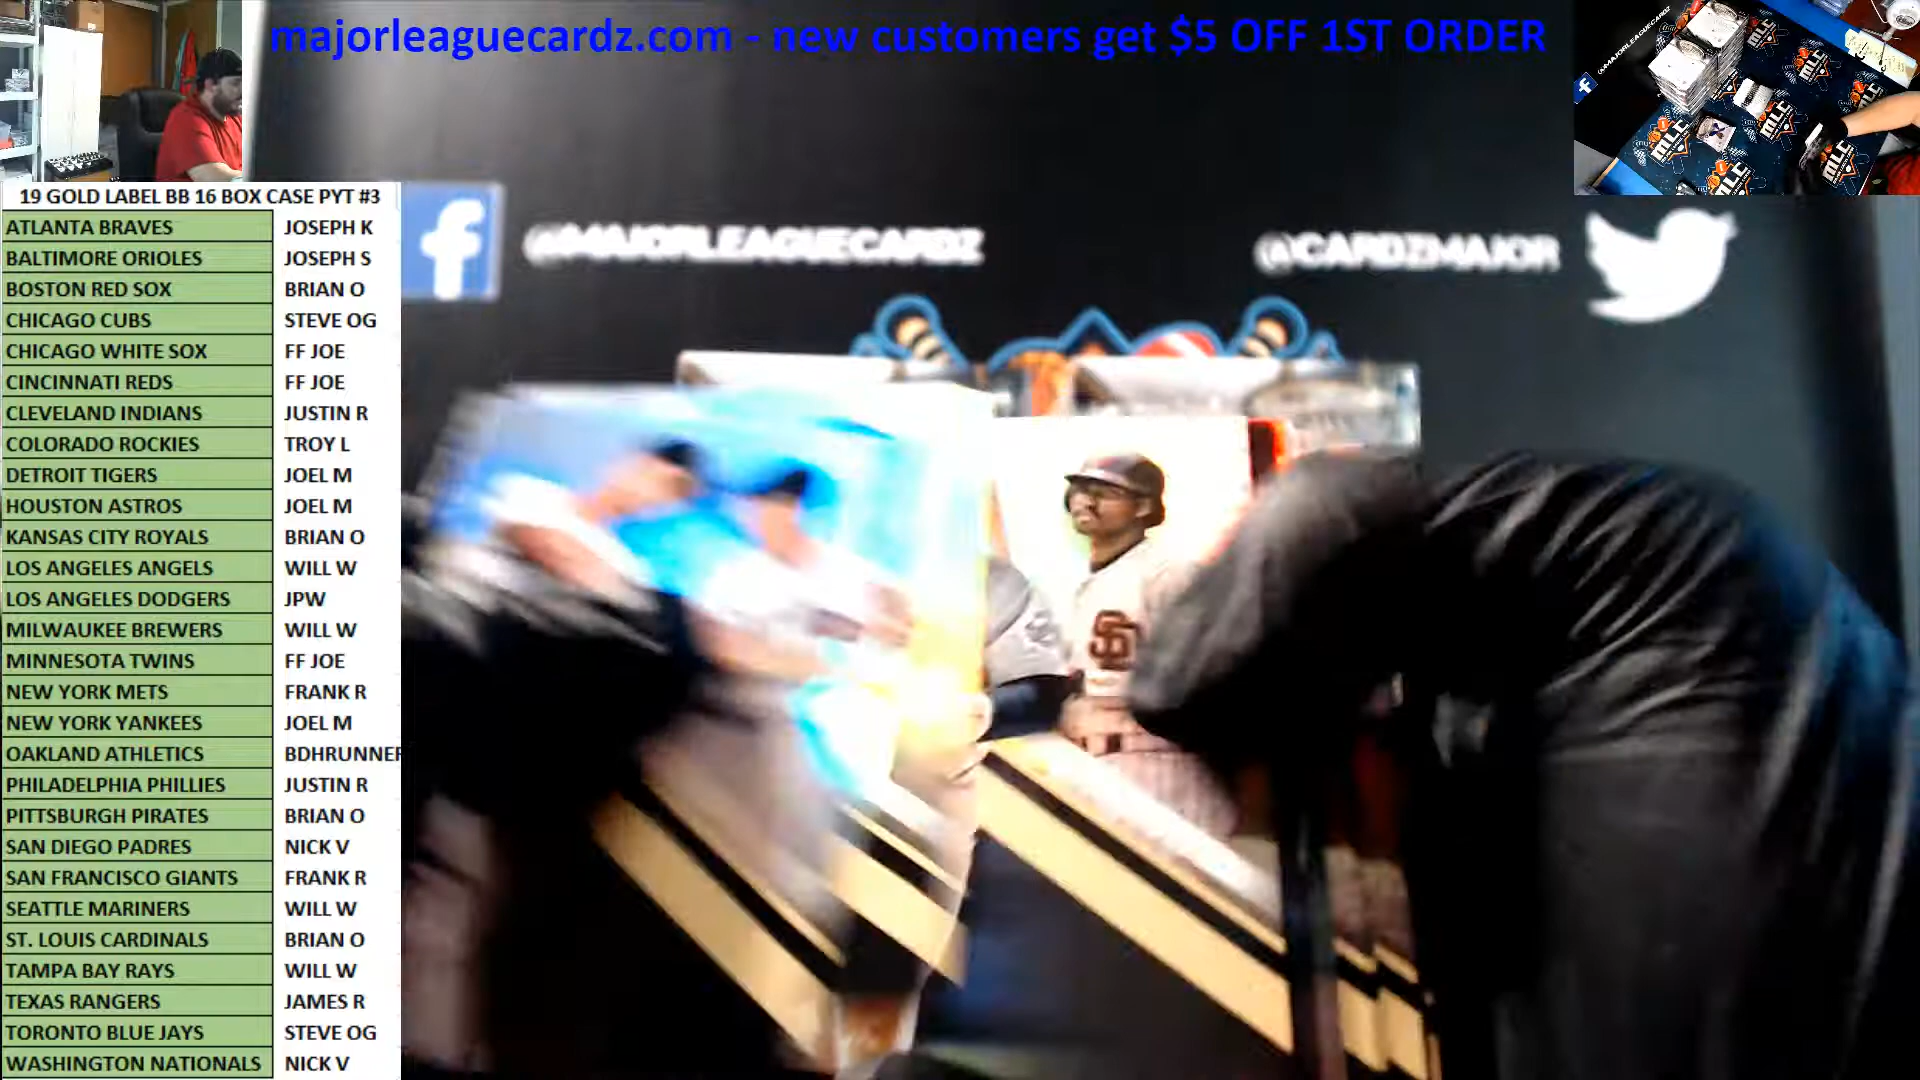 majorleaguecardz.com - new customers get $5 OFF 1ST ORDER
19 GOLD LABEL BB 16 BOX CASE PYT #3
ATLANTA BRAVES JOSEPH K
BALTIMORE ORIOLES JOSEPH S
BOSTON RED SOX BRIAN O
CHICAGO CUBS STEVE OG
CHICAGO WHITE SOX FF JOE
CINCINNATI REDS FF JOE
CLEVELAND INDIANS JUSTIN R
COLORADO ROCKIES TROY L
DETROIT TIGERS JOEL M
HOUSTON ASTROS JOEL M
KANSAS CITY ROYALS BRIAN O
LOS ANGELES ANGELS WILL W
LOS ANGELES DODGERS JPW
MILWAUKEE BREWERS WILL W
MINNESOTA TWINS FF JOE
NEW YORK METS FRANK R
NEW YORK YANKEES JOEL M
OAKLAND ATHLETICS BDHRUNNER
PHILADELPHIA PHILLIES JUSTIN R
PITTSBURGH PIRATES BRIAN O
SAN DIEGO PADRES NICK V
SAN FRANCISCO GIANTS FRANK R
SEATTLE MARINERS WILL W
ST. LOUIS CARDINALS BRIAN O
TAMPA BAY RAYS WILL W
TEXAS RANGERS JAMES R
TORONTO BLUE JAYS STEVE OG
WASHINGTON NATIONALS NICK V
f @MAJORLEAGUECARDZ @CARDZMAJOR
SD
f @MAJORLEAGUECARDZ
MLC
MLC
MLC
MLC
MLC